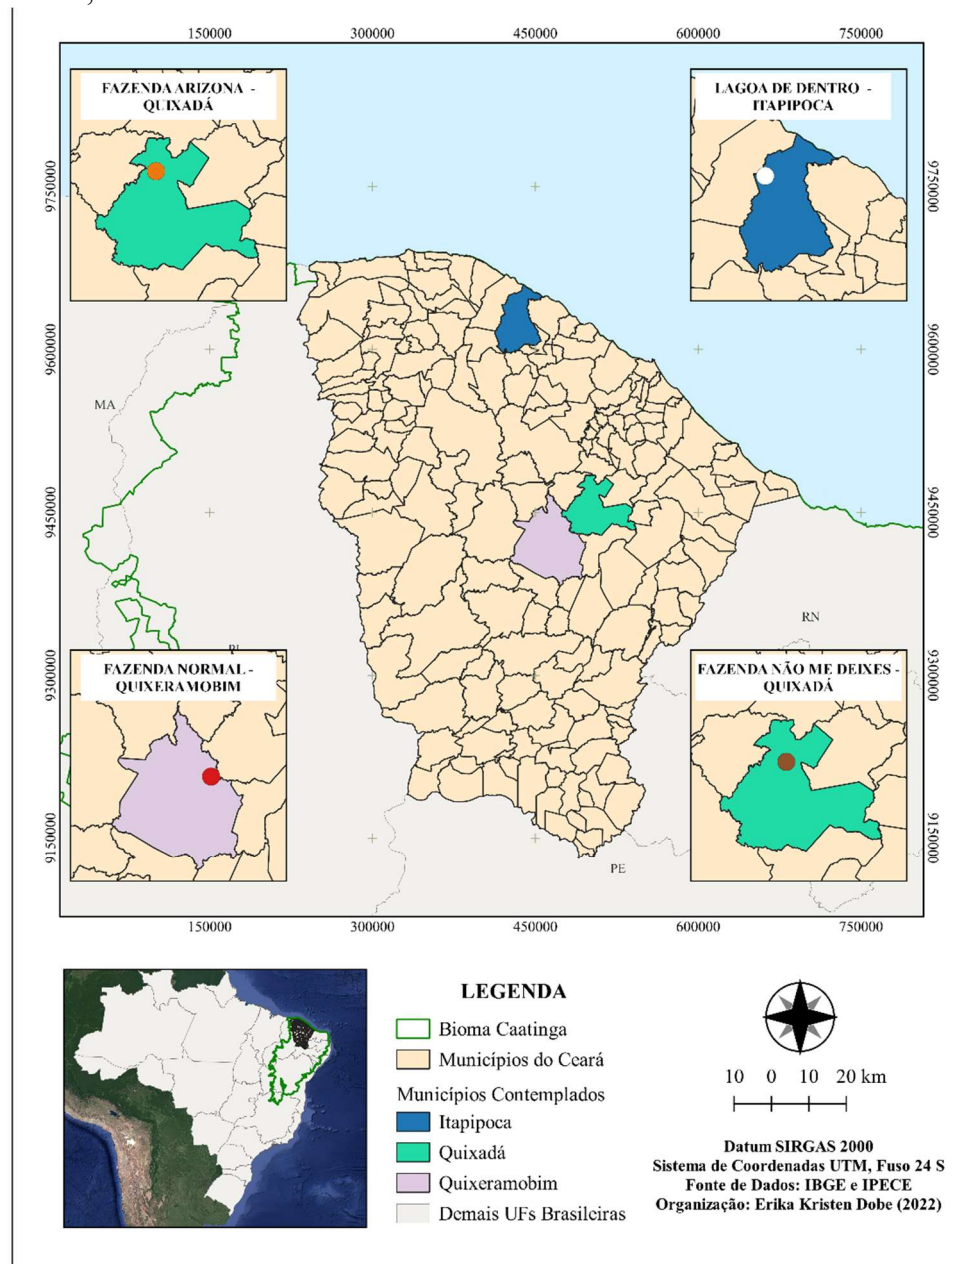 150000 300000 450000 600000 750000
FAZENDA ARIZONA -
QUIXADÁ
LAGOA DE DENTRO -
ITAPIPOCA
9750000
9750000
9600000
9600000
MA
9450000
9450000
RN
9300000
9300000
FAZENDA NORMAL -
QUIXERAMOBIM
FAZENDA NÃO ME DEIXES -
QUIXADÁ
9150000
9150000
PE
150000 300000 450000 600000 750000
LEGENDA
Bioma Caatinga
Municípios do Ceará
Municípios Contemplados
Itapipoca
Quixadá
Quixeramobim
Demais UFs Brasileiras
10 0 10 20 km
Datum SIRGAS 2000
Sistema de Coordenadas UTM, Fuso 24 S
Fonte de Dados: IBGE e IPECE
Organização: Erika Kristen Dobe (2022)